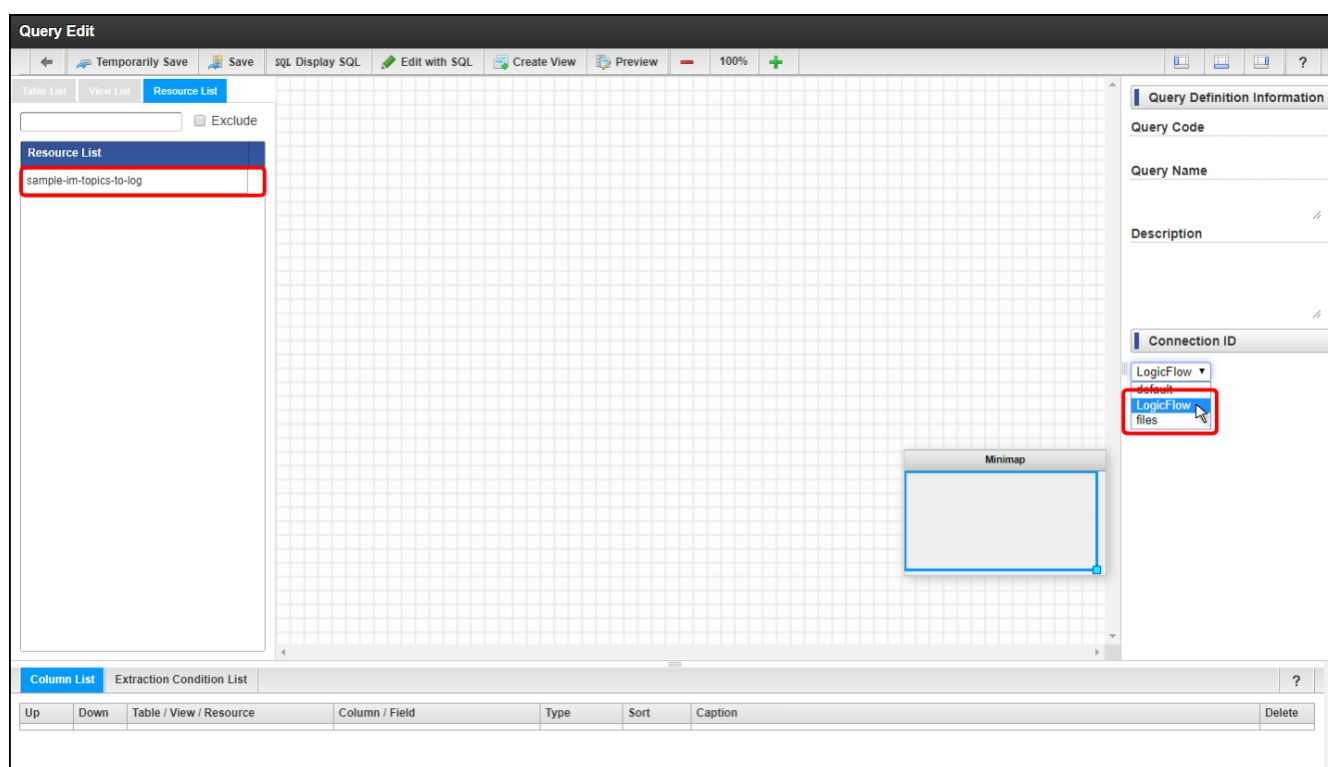 Query Edit
Temporarily Save Save SQL Display SQL Edit with SQL Create View Preview 100% ?
Table List View List Resource List
Exclude
Resource List
sample-im-topics-to-log
Query Definition Information
Query Code
Query Name
Description
Connection ID
LogicFlow
default
LogicFlow
files
Minimap
Column List Extraction Condition List ?
Up Down Table / View / Resource Column / Field Type Sort Caption Delete